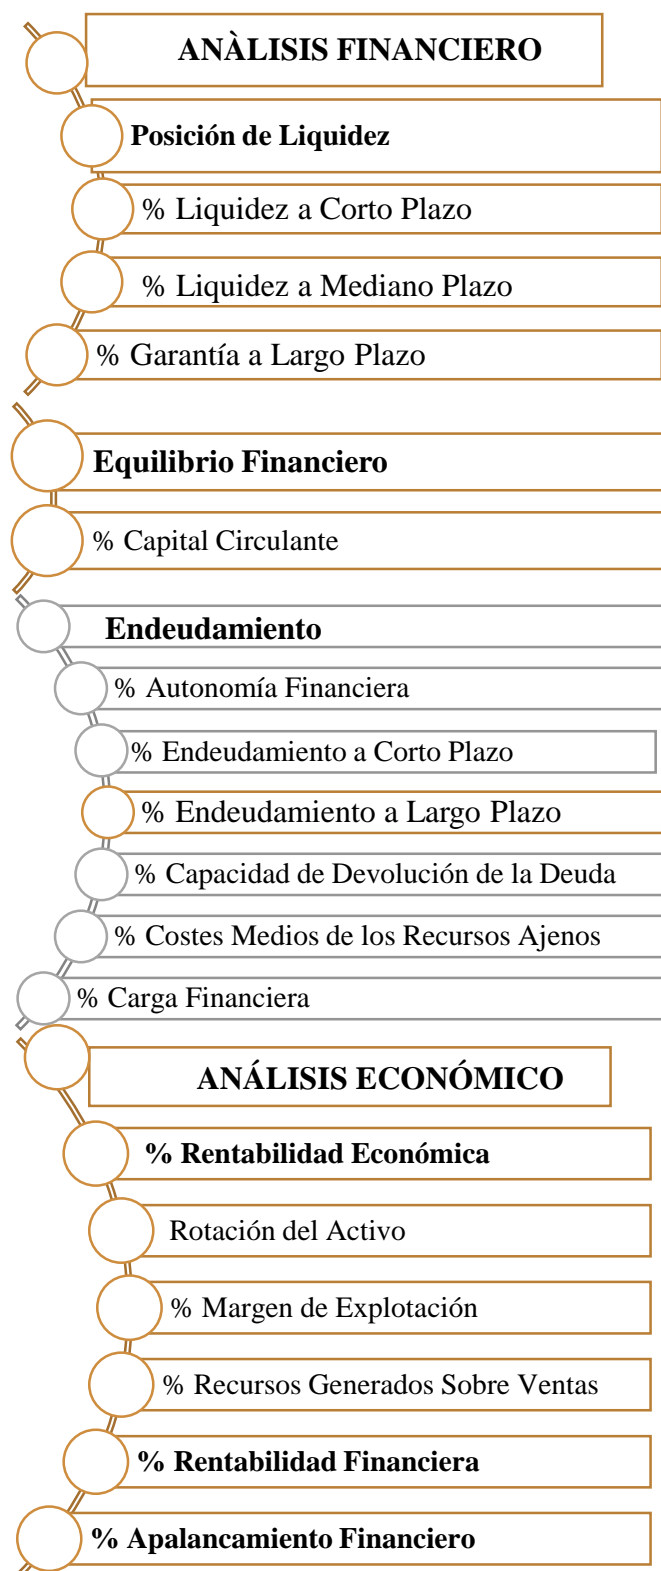 ANÀLISIS FINANCIERO
Posición de Liquidez
% Liquidez a Corto Plazo
% Liquidez a Mediano Plazo
% Garantía a Largo Plazo
Equilibrio Financiero
% Capital Circulante
Endeudamiento
% Autonomía Financiera
% Endeudamiento a Corto Plazo
% Endeudamiento a Largo Plazo
% Capacidad de Devolución de la Deuda
% Costes Medios de los Recursos Ajenos
% Carga Financiera
ANÁLISIS ECONÓMICO
% Rentabilidad Económica
Rotación del Activo
% Margen de Explotación
% Recursos Generados Sobre Ventas
% Rentabilidad Financiera
% Apalancamiento Financiero